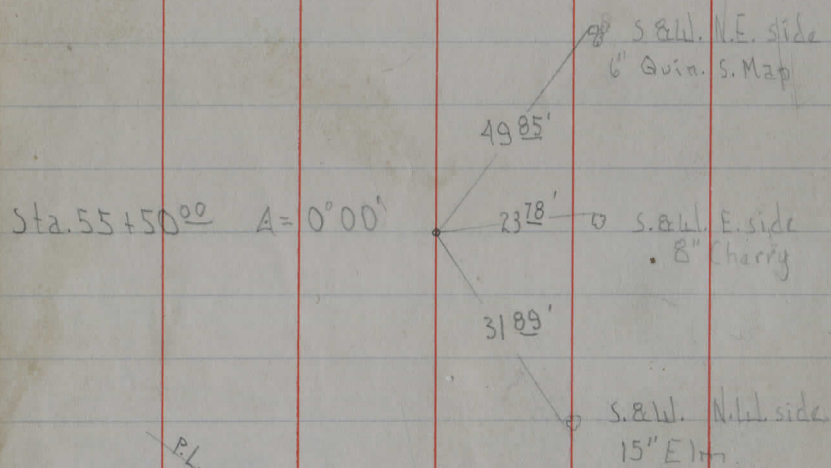 S.&W. N.E. side
6" Quin. S. Map
49 85'
Sta. 55+50 00 Δ= 0°00'
23 78'
S.&W. E. side
8" Cherry
31 89'
S.&W. N.W. side
15" Elm
P.L